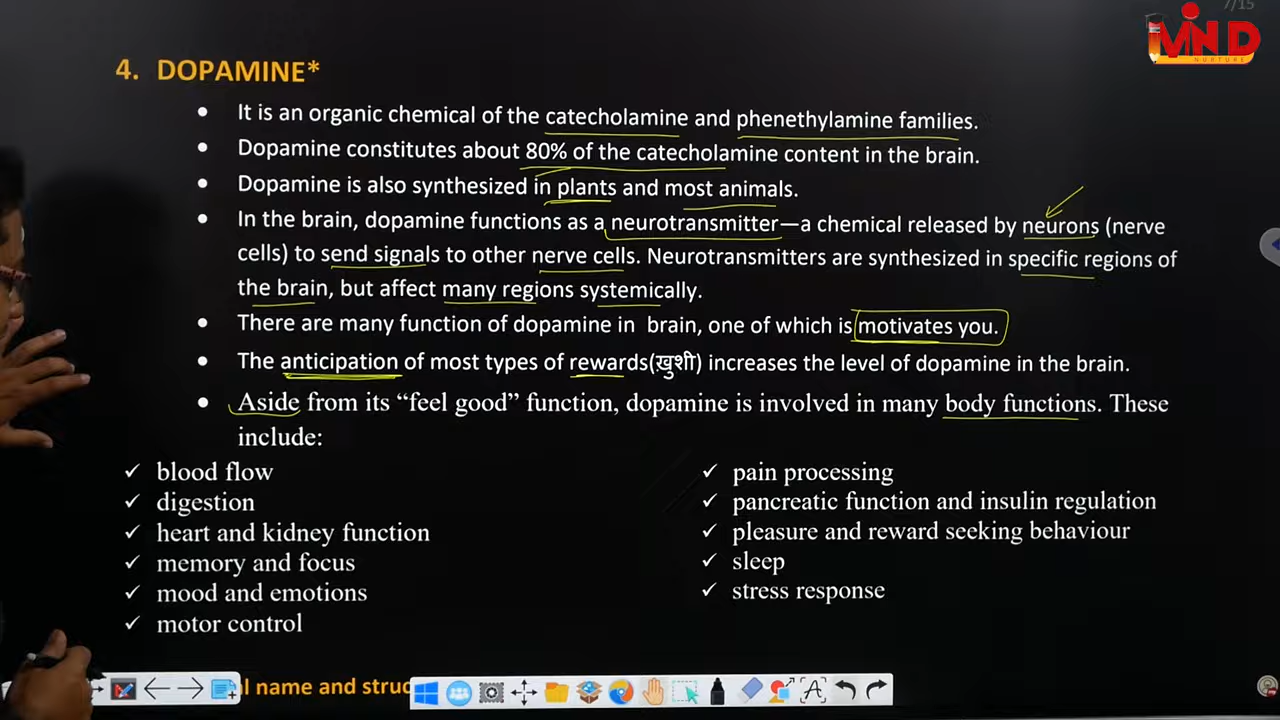 7/15
MIND
NURTURE
4. DOPAMINE*
• It is an organic chemical of the catecholamine and phenethylamine families.
• Dopamine constitutes about 80% of the catecholamine content in the brain.
• Dopamine is also synthesized in plants and most animals.
• In the brain, dopamine functions as a neurotransmitter—a chemical released by neurons (nerve
cells) to send signals to other nerve cells. Neurotransmitters are synthesized in specific regions of
the brain, but affect many regions systemically.
• There are many function of dopamine in brain, one of which is motivates you.
• The anticipation of most types of rewards(ख़ुशी) increases the level of dopamine in the brain.
• Aside from its “feel good” function, dopamine is involved in many body functions. These
include:
✓ blood flow
✓ digestion
✓ heart and kidney function
✓ memory and focus
✓ mood and emotions
✓ motor control
✓ pain processing
✓ pancreatic function and insulin regulation
✓ pleasure and reward seeking behaviour
✓ sleep
✓ stress response
name and